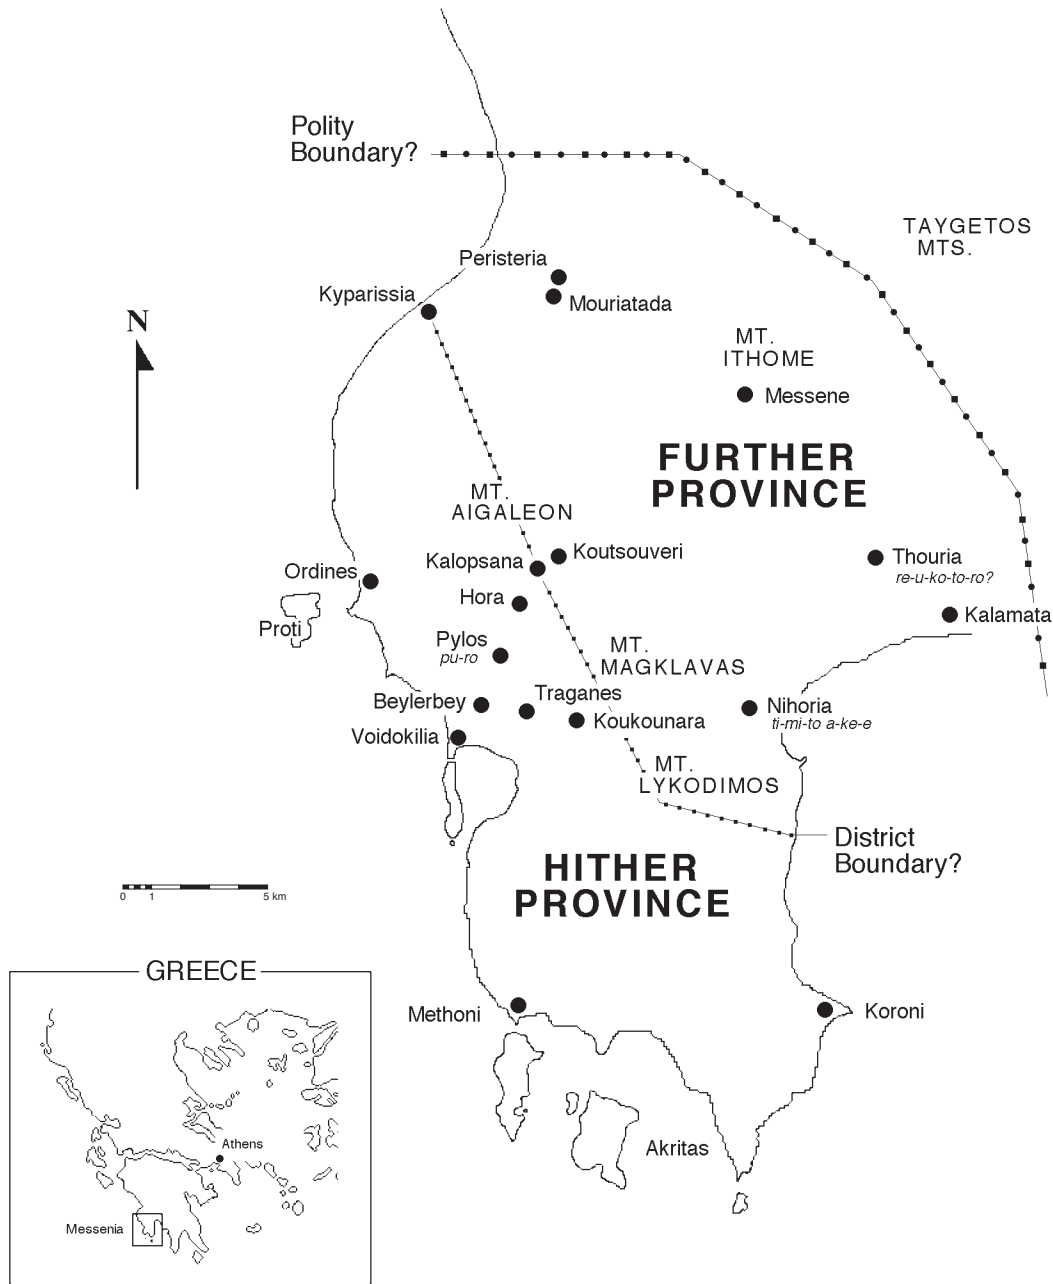 Polity
Boundary?
TAYGETOS
MTS.
Peristeria
Kyparissia
Mouriatada
N
MT.
ITHOME
Messene
FURTHER
PROVINCE
MT.
AIGALEON
Koutsouveri
Kalopsana
Thouria
re-u-ko-to-ro?
Ordines
Hora
Kalamata
Proti
Pylos
pu-ro
MT.
MAGKLAVAS
Traganes
Beylerbey
Koukounara
Nihoria
ti-mi-to a-ke-e
Voidokilia
MT.
LYKODIMOS
District
Boundary?
HITHER
PROVINCE
0 1 5 km
GREECE
Methoni
Koroni
Athens
Akritas
Messenia